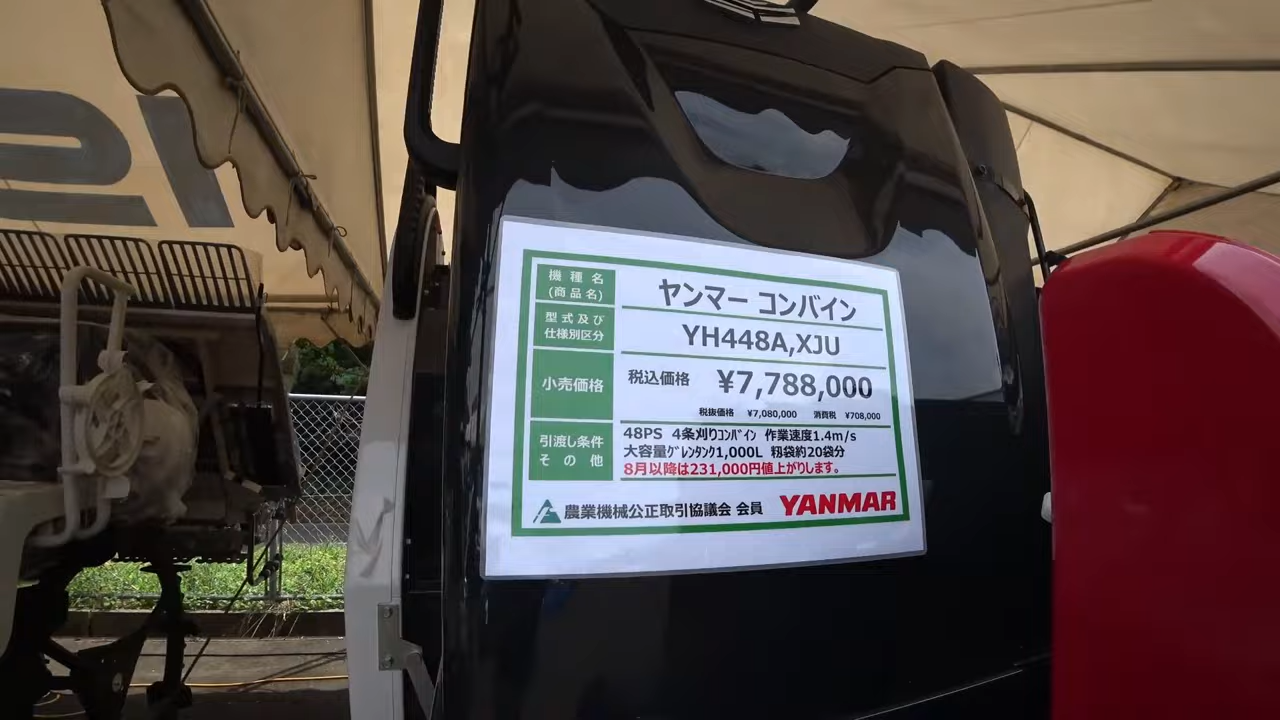 機種名
(商品名)
ヤンマー コンバイン
型式及び
仕様別区分
YH448A,XJU
小売価格
税込価格 ¥7,788,000
税抜価格 ¥7,080,000 消費税 ¥708,000
引渡し条件
その他
48PS 4条刈りコンバイン 作業速度1.4m/s
大容量グレンタンク1,000L 籾袋約20袋分
8月以降は231,000円値上がりします。
農業機械公正取引協議会 会員 YANMAR